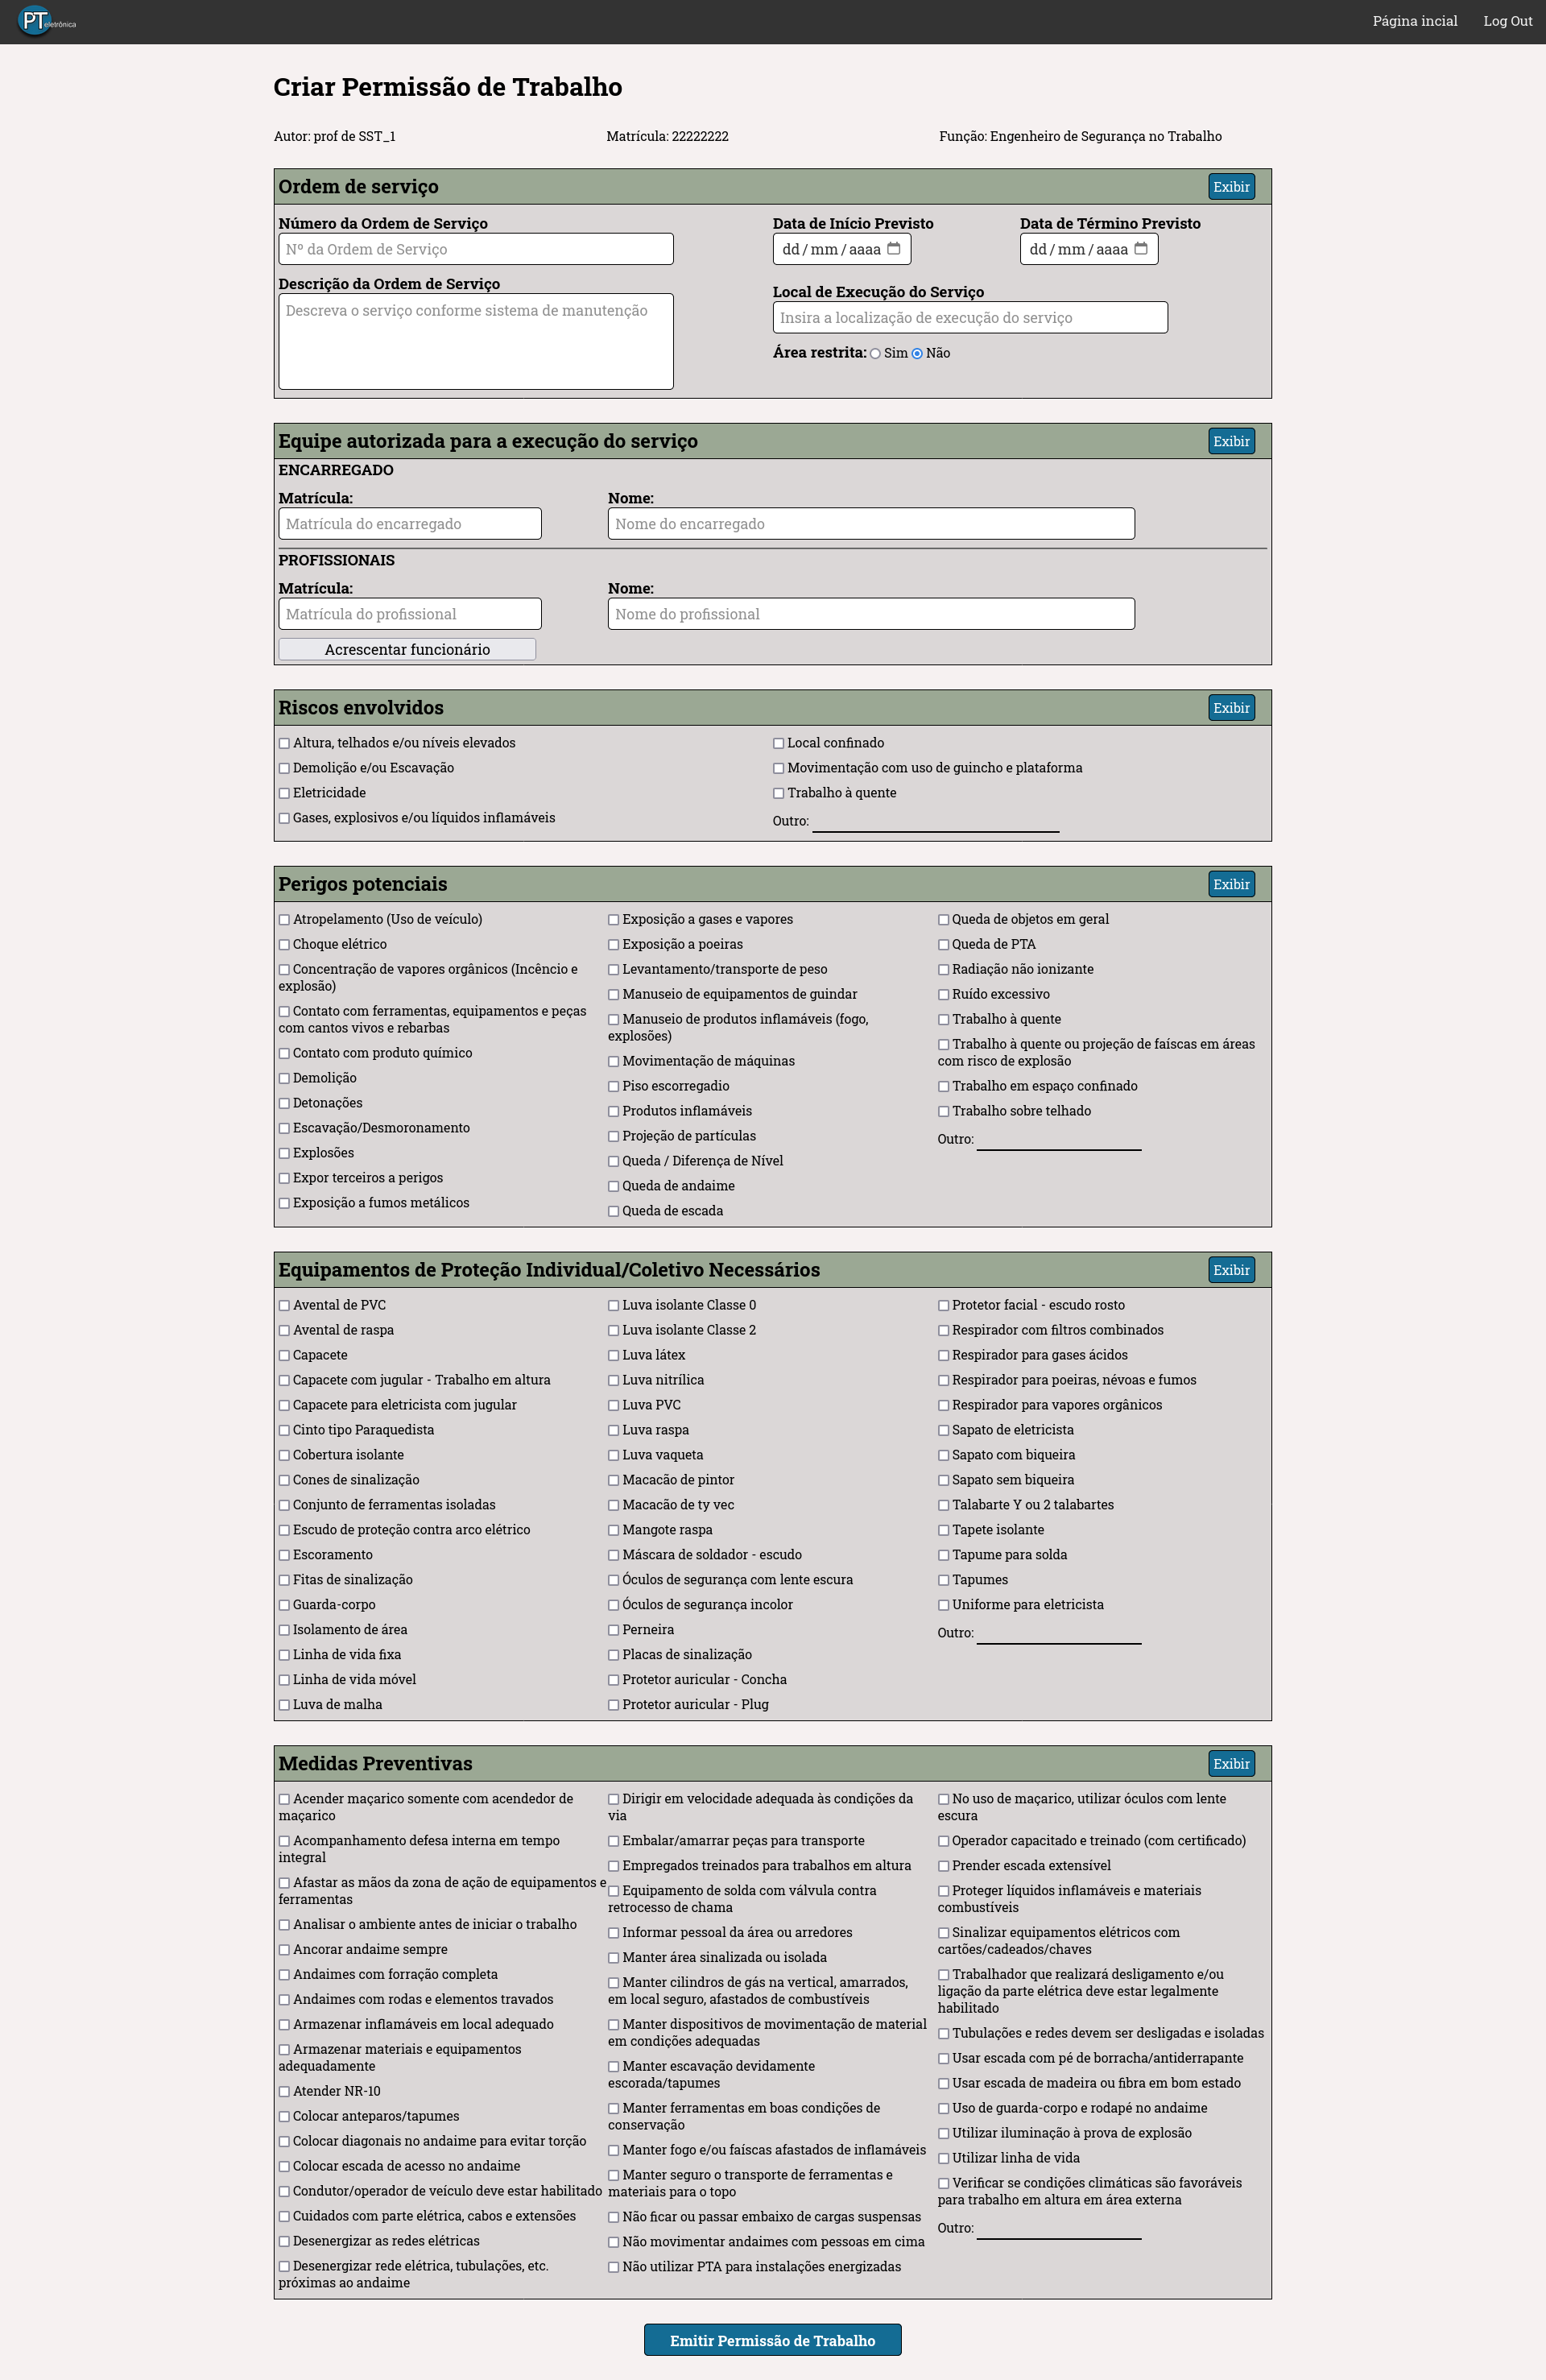 PT eletrônica
Página incial
Log Out
Criar Permissão de Trabalho
Autor: prof de SST_1
Matrícula: 22222222
Função: Engenheiro de Segurança no Trabalho
Ordem de serviço
Exibir
Número da Ordem de Serviço
Nº da Ordem de Serviço
Descrição da Ordem de Serviço
Descreva o serviço conforme sistema de manutenção
Data de Início Previsto
dd / mm / aaaa
Data de Término Previsto
dd / mm / aaaa
Local de Execução do Serviço
Insira a localização de execução do serviço
Área restrita: Sim Não
Equipe autorizada para a execução do serviço
Exibir
ENCARREGADO
Matrícula:
Matrícula do encarregado
Nome:
Nome do encarregado
PROFISSIONAIS
Matrícula:
Matrícula do profissional
Nome:
Nome do profissional
Acrescentar funcionário
Riscos envolvidos
Exibir
Altura, telhados e/ou níveis elevados
Demolição e/ou Escavação
Eletricidade
Gases, explosivos e/ou líquidos inflamáveis
Local confinado
Movimentação com uso de guincho e plataforma
Trabalho à quente
Outro:
Perigos potenciais
Exibir
Atropelamento (Uso de veículo)
Choque elétrico
Concentração de vapores orgânicos (Incêncio e
explosão)
Contato com ferramentas, equipamentos e peças
com cantos vivos e rebarbas
Contato com produto químico
Demolição
Detonações
Escavação/Desmoronamento
Explosões
Expor terceiros a perigos
Exposição a fumos metálicos
Exposição a gases e vapores
Exposição a poeiras
Levantamento/transporte de peso
Manuseio de equipamentos de guindar
Manuseio de produtos inflamáveis (fogo,
explosões)
Movimentação de máquinas
Piso escorregadio
Produtos inflamáveis
Projeção de partículas
Queda / Diferença de Nível
Queda de andaime
Queda de escada
Queda de objetos em geral
Queda de PTA
Radiação não ionizante
Ruído excessivo
Trabalho à quente
Trabalho à quente ou projeção de faíscas em áreas
com risco de explosão
Trabalho em espaço confinado
Trabalho sobre telhado
Outro:
Equipamentos de Proteção Individual/Coletivo Necessários
Exibir
Avental de PVC
Avental de raspa
Capacete
Capacete com jugular - Trabalho em altura
Capacete para eletricista com jugular
Cinto tipo Paraquedista
Cobertura isolante
Cones de sinalização
Conjunto de ferramentas isoladas
Escudo de proteção contra arco elétrico
Escoramento
Fitas de sinalização
Guarda-corpo
Isolamento de área
Linha de vida fixa
Linha de vida móvel
Luva de malha
Luva isolante Classe 0
Luva isolante Classe 2
Luva látex
Luva nitrílica
Luva PVC
Luva raspa
Luva vaqueta
Macacão de pintor
Macacão de ty vec
Mangote raspa
Máscara de soldador - escudo
Óculos de segurança com lente escura
Óculos de segurança incolor
Perneira
Placas de sinalização
Protetor auricular - Concha
Protetor auricular - Plug
Protetor facial - escudo rosto
Respirador com filtros combinados
Respirador para gases ácidos
Respirador para poeiras, névoas e fumos
Respirador para vapores orgânicos
Sapato de eletricista
Sapato com biqueira
Sapato sem biqueira
Talabarte Y ou 2 talabartes
Tapete isolante
Tapume para solda
Tapumes
Uniforme para eletricista
Outro:
Medidas Preventivas
Exibir
Acender maçarico somente com acendedor de
maçarico
Acompanhamento defesa interna em tempo
integral
Afastar as mãos da zona de ação de equipamentos e
ferramentas
Analisar o ambiente antes de iniciar o trabalho
Ancorar andaime sempre
Andaimes com forração completa
Andaimes com rodas e elementos travados
Armazenar inflamáveis em local adequado
Armazenar materiais e equipamentos
adequadamente
Atender NR-10
Colocar anteparos/tapumes
Colocar diagonais no andaime para evitar torção
Colocar escada de acesso no andaime
Condutor/operador de veículo deve estar habilitado
Cuidados com parte elétrica, cabos e extensões
Desenergizar as redes elétricas
Desenergizar rede elétrica, tubulações, etc.
próximas ao andaime
Dirigir em velocidade adequada às condições da
via
Embalar/amarrar peças para transporte
Empregados treinados para trabalhos em altura
Equipamento de solda com válvula contra
retrocesso de chama
Informar pessoal da área ou arredores
Manter área sinalizada ou isolada
Manter cilindros de gás na vertical, amarrados,
em local seguro, afastados de combustíveis
Manter dispositivos de movimentação de material
em condições adequadas
Manter escavação devidamente
escorada/tapumes
Manter ferramentas em boas condições de
conservação
Manter fogo e/ou faíscas afastados de inflamáveis
Manter seguro o transporte de ferramentas e
materiais para o topo
Não ficar ou passar embaixo de cargas suspensas
Não movimentar andaimes com pessoas em cima
Não utilizar PTA para instalações energizadas
No uso de maçarico, utilizar óculos com lente
escura
Operador capacitado e treinado (com certificado)
Prender escada extensível
Proteger líquidos inflamáveis e materiais
combustíveis
Sinalizar equipamentos elétricos com
cartões/cadeados/chaves
Trabalhador que realizará desligamento e/ou
ligação da parte elétrica deve estar legalmente
habilitado
Tubulações e redes devem ser desligadas e isoladas
Usar escada com pé de borracha/antiderrapante
Usar escada de madeira ou fibra em bom estado
Uso de guarda-corpo e rodapé no andaime
Utilizar iluminação à prova de explosão
Utilizar linha de vida
Verificar se condições climáticas são favoráveis
para trabalho em altura em área externa
Outro:
Emitir Permissão de Trabalho